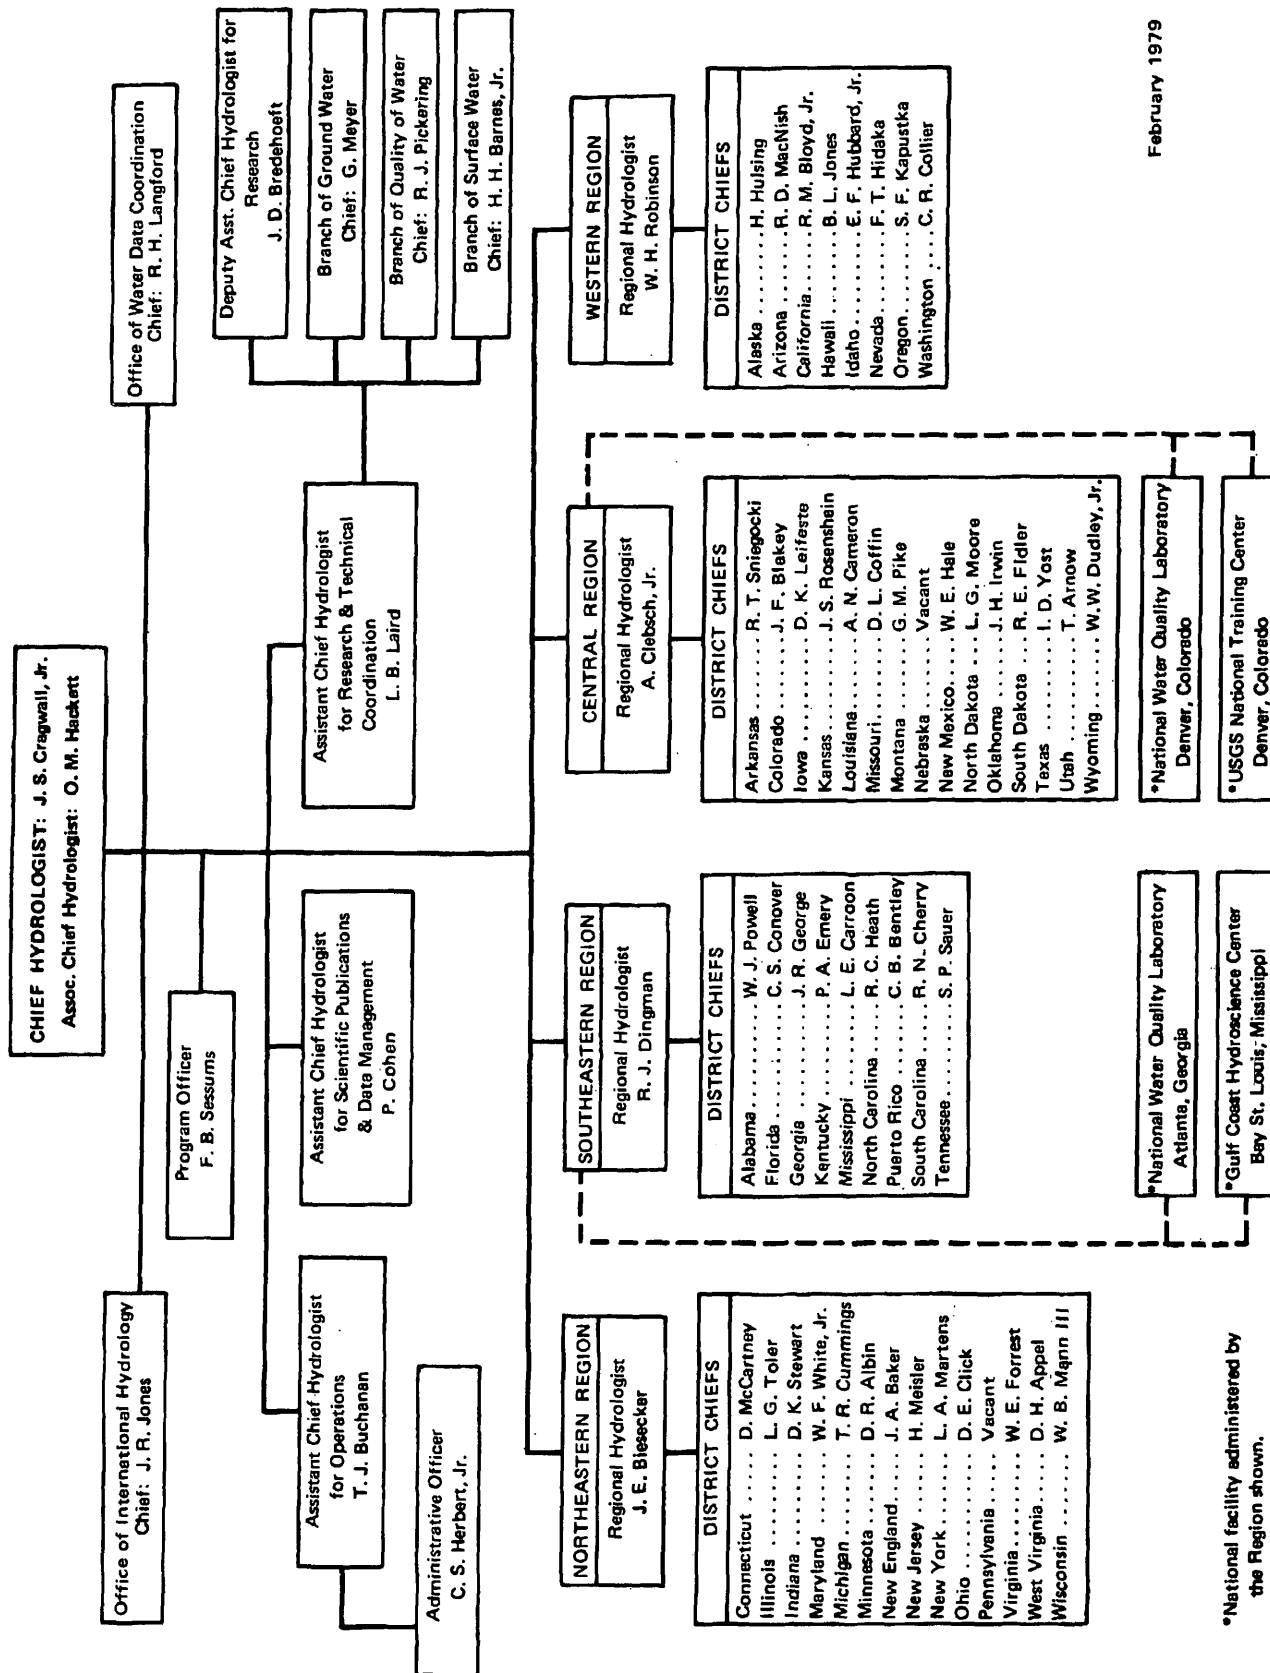 CHIEF HYDROLOGIST: J. S. Cragwall, Jr.
Assoc. Chief Hydrologist: O. M. Hackett
Office of International Hydrology
Chief: J. R. Jones
Office of Water Data Coordination
Chief: R. H. Langford
Program Officer
F. B. Sessums
Assistant Chief Hydrologist
for Operations
T. J. Buchanan
Administrative Officer
C. S. Herbert, Jr.
Assistant Chief Hydrologist
for Scientific Publications
& Data Management
P. Cohen
Assistant Chief Hydrologist
for Research & Technical
Coordination
L. B. Laird
Deputy Asst. Chief Hydrologist for
Research
J. D. Bredehoeft
Branch of Ground Water
Chief: G. Meyer
Branch of Quality of Water
Chief: R. J. Pickering
Branch of Surface Water
Chief: H. H. Barnes, Jr.
NORTHEASTERN REGION
Regional Hydrologist
J. E. Biesecker
DISTRICT CHIEFS
Connecticut ..... D. McCartney
Illinois ......... L. G. Toler
Indiana ......... D. K. Stewart
Maryland ...... W. F. White, Jr.
Michigan ........ T. R. Cummings
Minnesota ....... D. R. Albin
New England ..... J. A. Baker
New Jersey ...... H. Meisler
New York ........ L. A. Martens
Ohio ............ D. E. Click
Pennsylvania ..... Vacant
Virginia ......... W. E. Forrest
West Virginia .... D. H. Appel
Wisconsin ....... W. B. Mann III
SOUTHEASTERN REGION
Regional Hydrologist
R. J. Dingman
DISTRICT CHIEFS
Alabama ......... W. J. Powell
Florida .......... C. S. Conover
Georgia ......... J. R. George
Kentucky ........ P. A. Emery
Mississippi ....... L. E. Carroon
North Carolina .... R. C. Heath
Puerto Rico ...... C. B. Bentley
South Carolina .... R. N. Cherry
Tennessee ........ S. P. Sauer
*National Water Quality Laboratory
Atlanta, Georgia
*Gulf Coast Hydroscience Center
Bay St. Louis, Mississippi
CENTRAL REGION
Regional Hydrologist
A. Clebsch, Jr.
DISTRICT CHIEFS
Arkansas ....... R. T. Sniegocki
Colorado ....... J. F. Blakey
Iowa .......... D. K. Leifeste
Kansas ......... J. S. Rosenshein
Louisiana ....... A. N. Cameron
Missouri ........ D. L. Coffin
Montana ........ G. M. Pike
Nebraska ....... Vacant
New Mexico .... W. E. Hale
North Dakota ... L. G. Moore
Oklahoma ...... J. H. Irwin
South Dakota ... R. E. Fidler
Texas .......... I. D. Yost
Utah ........... T. Arnow
Wyoming ........ W. W. Dudley, Jr.
*National Water Quality Laboratory
Denver, Colorado
*USGS National Training Center
Denver, Colorado
WESTERN REGION
Regional Hydrologist
W. H. Robinson
DISTRICT CHIEFS
Alaska ........ H. Hulsing
Arizona ........ R. D. MacNish
California ...... R. M. Bloyd, Jr.
Hawaii ........ B. L. Jones
Idaho ......... E. F. Hubbard, Jr.
Nevada ........ F. T. Hidaka
Oregon ........ S. F. Kapustka
Washington .... C. R. Collier
*National facility administered by
the Region shown.
February 1979